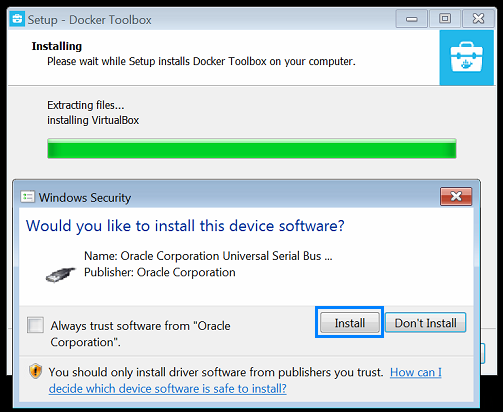 Setup - Docker Toolbox
Installing
Please wait while Setup installs Docker Toolbox on your computer.
Extracting files...
installing VirtualBox
Windows Security
Would you like to install this device software?
Name: Oracle Corporation Universal Serial Bus ...
Publisher: Oracle Corporation
Always trust software from "Oracle
Corporation".
Install
Don't Install
You should only install driver software from publishers you trust. How can I
decide which device software is safe to install?